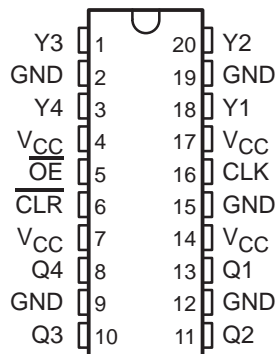 Y3 1 20 Y2
GND 2 19 GND
Y4 3 18 Y1
VCC 4 17 VCC
OE 5 16 CLK
CLR 6 15 GND
VCC 7 14 VCC
Q4 8 13 Q1
GND 9 12 GND
Q3 10 11 Q2